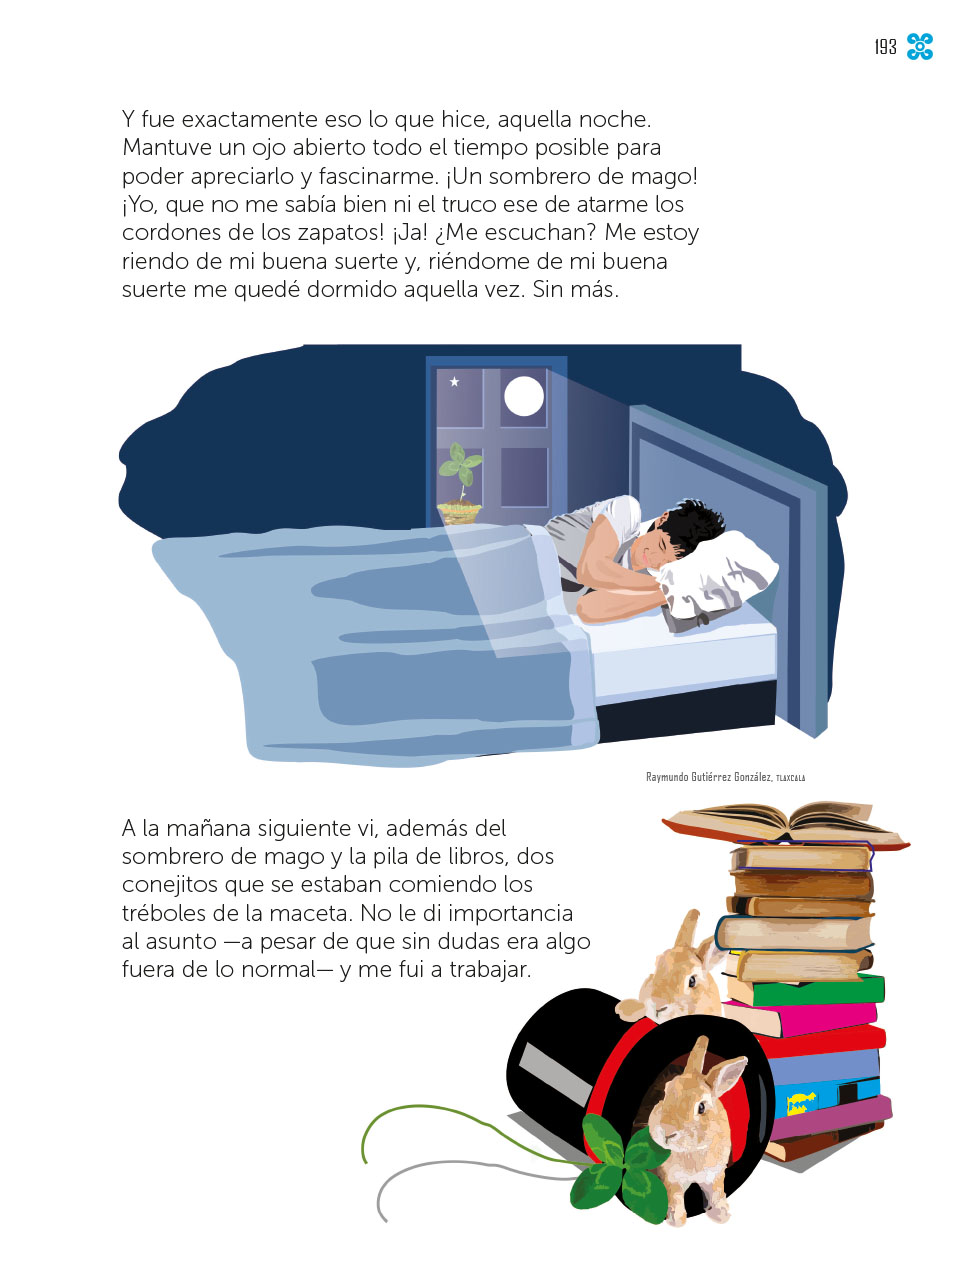 193
Y fue exactamente eso lo que hice, aquella noche.
Mantuve un ojo abierto todo el tiempo posible para
poder apreciarlo y fascinarme. ¡Un sombrero de mago!
¡Yo, que no me sabía bien ni el truco ese de atarme los
cordones de los zapatos! ¡Ja! ¿Me escuchan? Me estoy
riendo de mi buena suerte y, riéndome de mi buena
suerte me quedé dormido aquella vez. Sin más.
Raymundo Gutiérrez González, TLAXCALA
A la mañana siguiente vi, además del
sombrero de mago y la pila de libros, dos
conejitos que se estaban comiendo los
tréboles de la maceta. No le di importancia
al asunto —a pesar de que sin dudas era algo
fuera de lo normal— y me fui a trabajar.